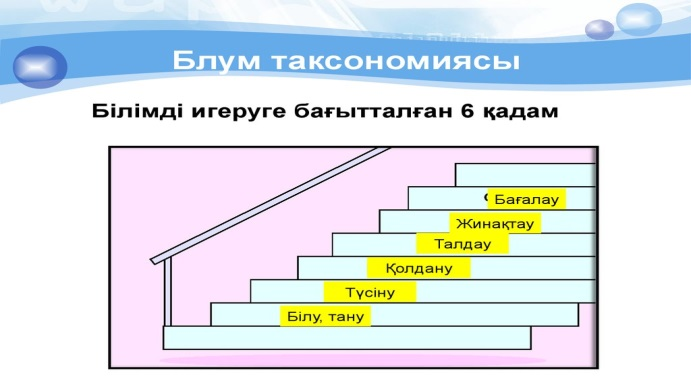 Блум таксономиясы
Білімді игеруге бағытталған 6 қадам
Бағалау
Жинақтау
Талдау
Қолдану
Түсіну
Білу, тану